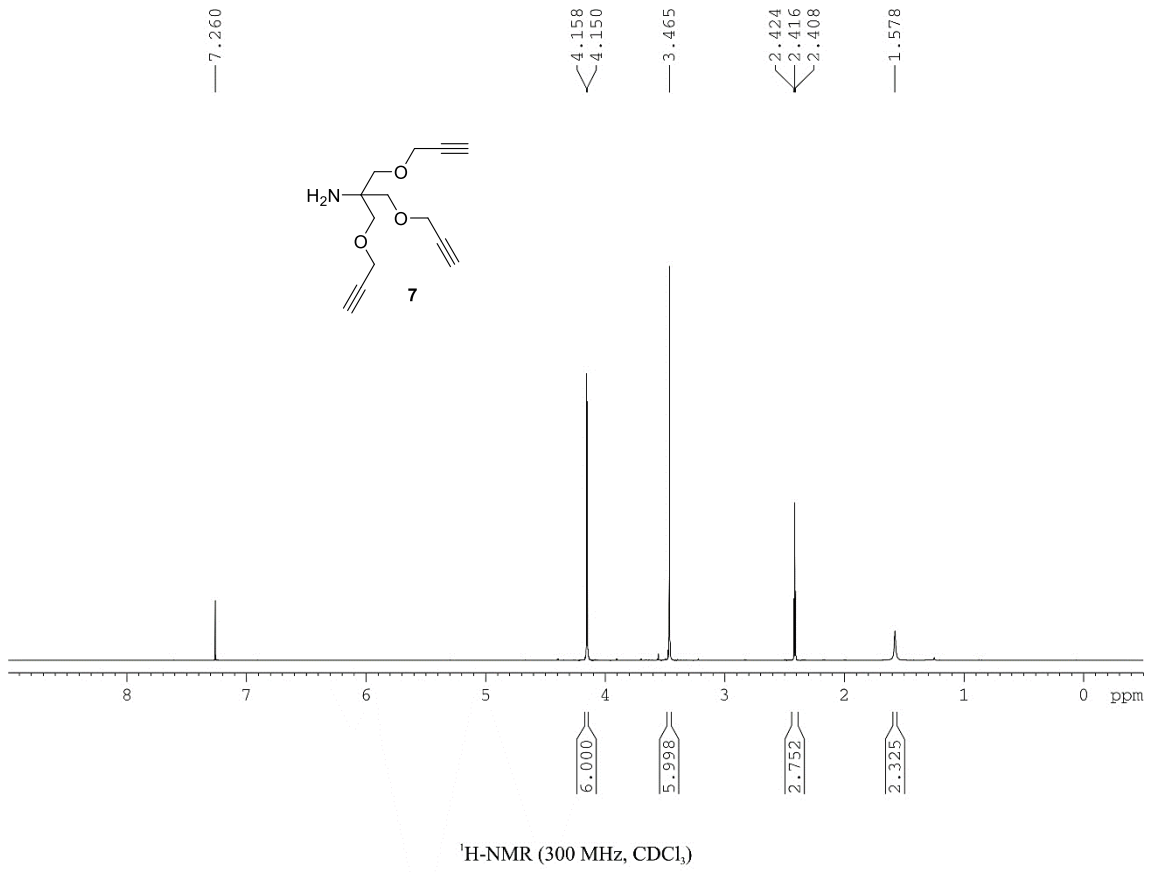 7.260
4.158
4.150
3.465
2.424
2.416
2.408
1.578
O
H₂N
O
O
7
8 7 6 5 4 3 2 1 0 ppm
6.000
5.998
2.752
2.325
¹H-NMR (300 MHz, CDCl₃)